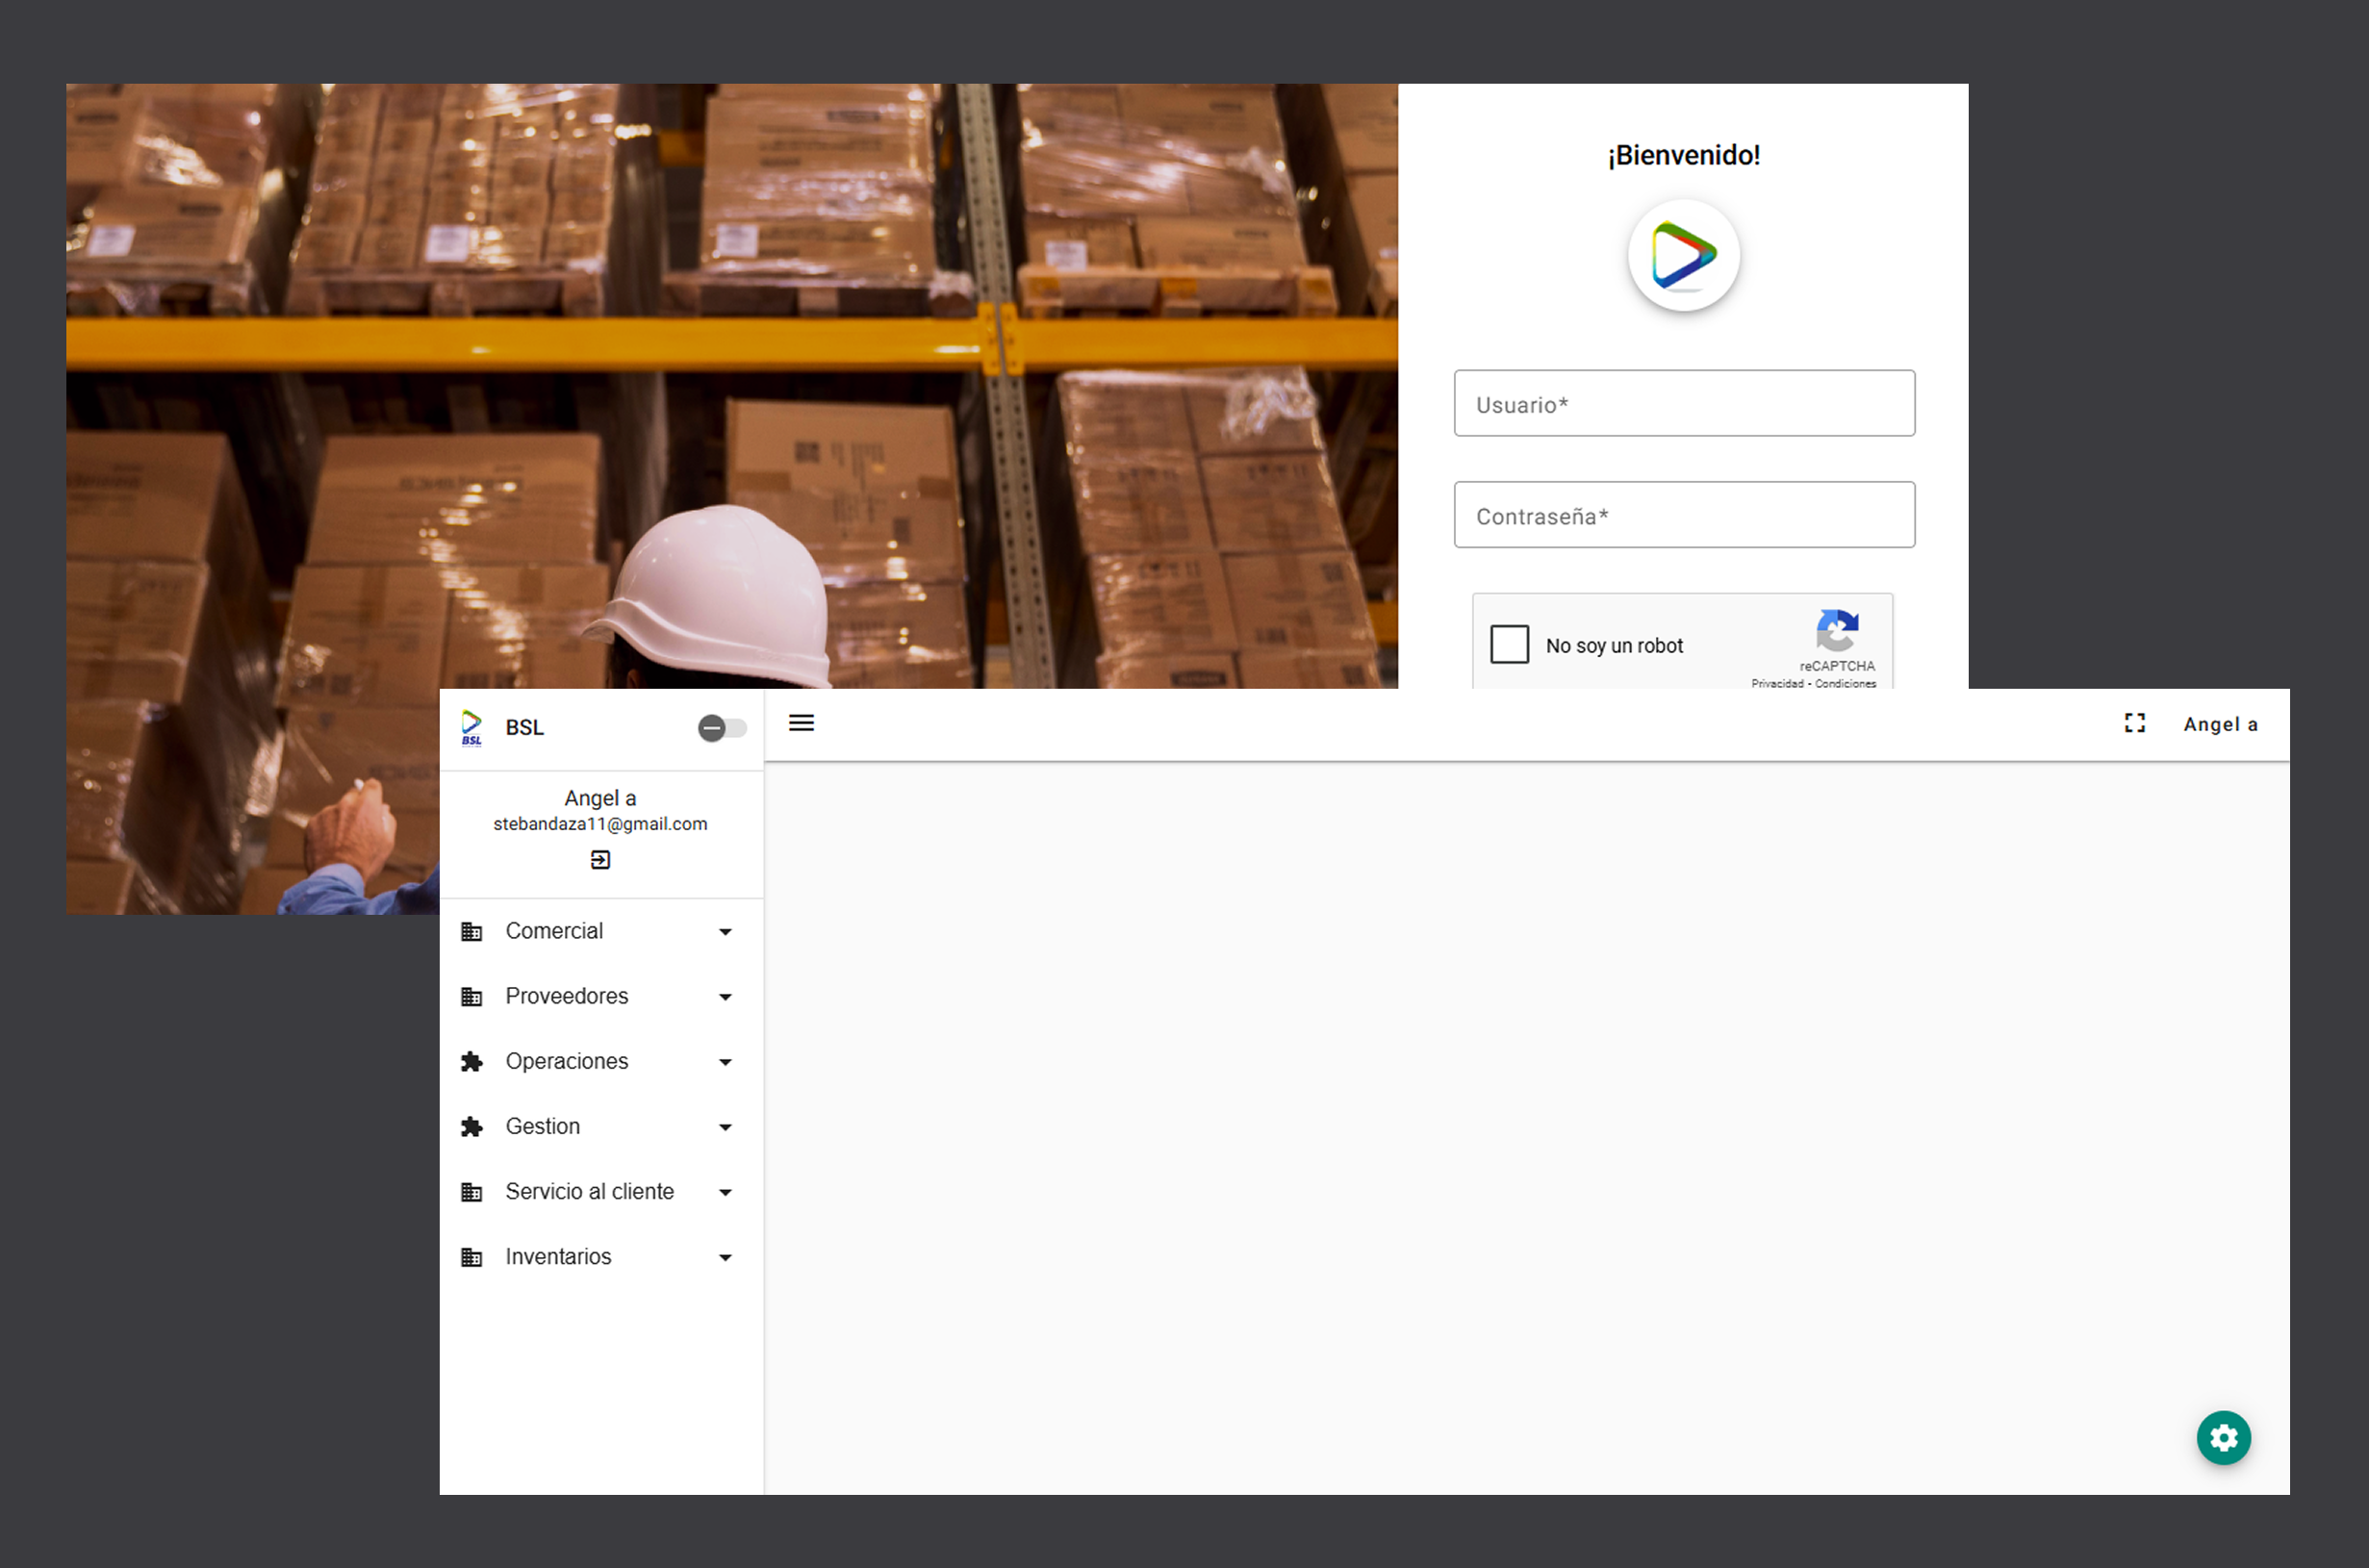 ¡Bienvenido!
Usuario*
Contraseña*
No soy un robot
reCAPTCHA
Privacidad - Condiciones
BSL
BSL
Angel a
Angel a
stebandaza11@gmail.com
Comercial
Proveedores
Operaciones
Gestion
Servicio al cliente
Inventarios